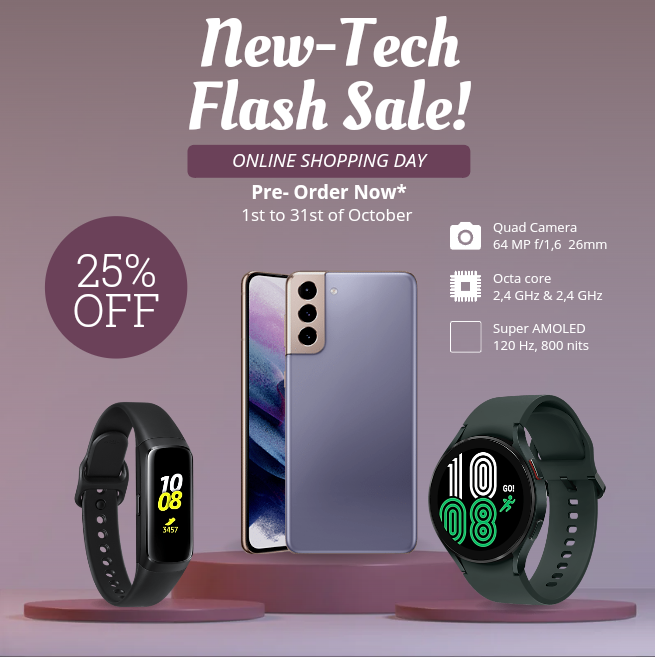 New-Tech
Flash Sale!
ONLINE SHOPPING DAY
Pre- Order Now*
1st to 31st of October
25%
OFF
Quad Camera
64 MP f/1,6  26mm
Octa core
2,4 GHz & 2,4 GHz
Super AMOLED
120 Hz, 800 nits
10
08
3457
10
GO!
08